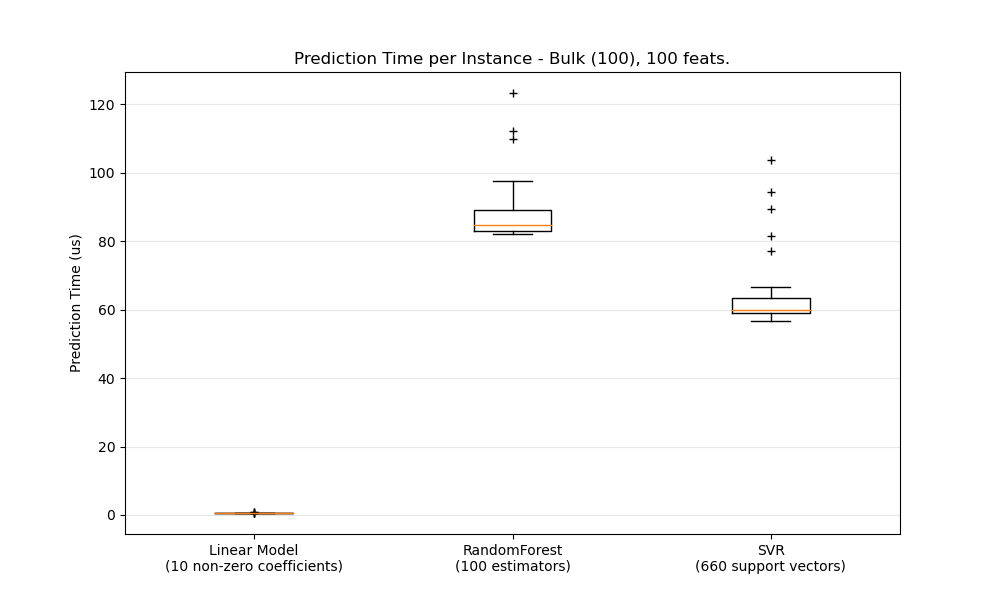 Prediction Time per Instance - Bulk (100), 100 feats.
120
100
80
60
40
20
0
Prediction Time (us)
Linear Model
(10 non-zero coefficients)
RandomForest
(100 estimators)
SVR
(660 support vectors)